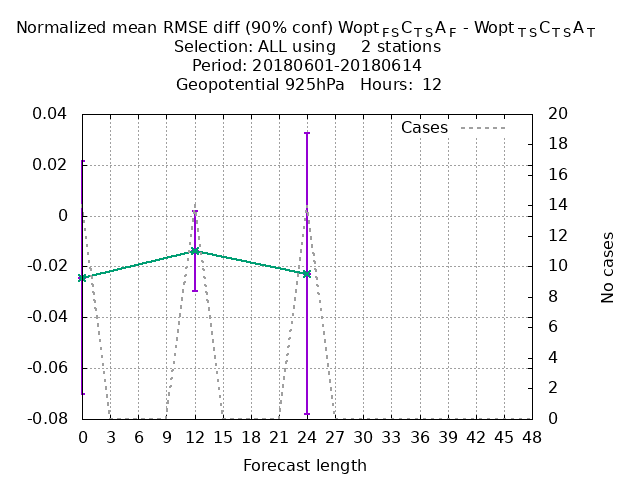 Normalized mean RMSE diff (90% conf) Wopt FS C TS A F - Wopt TS C TS A T
Selection: ALL using 2 stations
Period: 20180601-20180614
Geopotential 925hPa Hours: 12
Cases
0.04
0.02
0
-0.02
-0.04
-0.06
-0.08
20
18
16
14
12
10
8
6
4
2
0
No cases
0 3 6 9 12 15 18 21 24 27 30 33 36 39 42 45 48
Forecast length